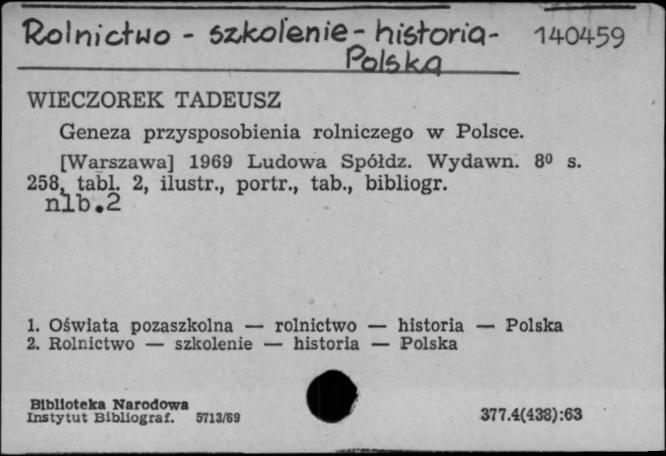 Rolnictwo - szkolenie - historia - 140459
Polska
WIECZOREK TADEUSZ
Geneza przysposobienia rolniczego w Polsce.
[Warszawa] 1969 Ludowa Spółdz. Wydawn. 8⁰ s.
258, tabl. 2, ilustr., portr., tab., bibliogr.
nlb.2
1. Oświata pozaszkolna — rolnictwo — historia — Polska
2. Rolnictwo — szkolenie — historia — Polska
Biblioteka Narodowa
Instytut Bibliograf. 5713/69
377.4(438):63